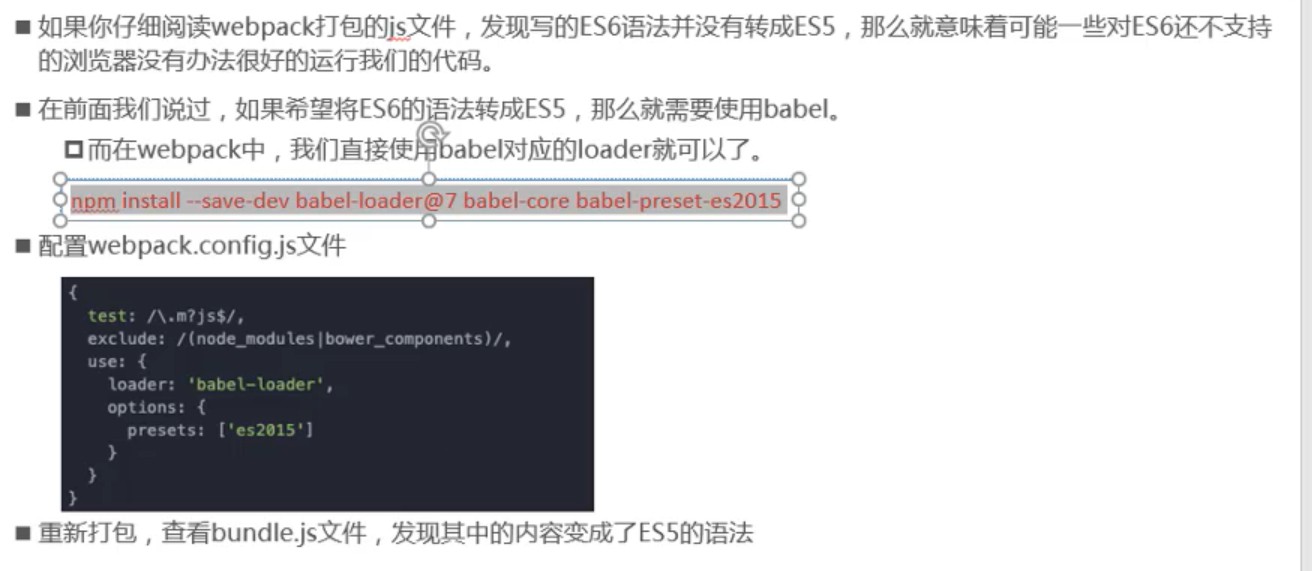 如果你仔细阅读webpack打包的js文件，发现写的ES6语法并没有转成ES5，那么就意味着可能一些对ES6还不支持
的浏览器没有办法很好的运行我们的代码。
在前面我们说过，如果希望将ES6的语法转成ES5，那么就需要使用babel。
而在webpack中，我们直接使用babel对应的loader就可以了。
npm install --save-dev babel-loader@7 babel-core babel-preset-es2015
配置webpack.config.js文件
{
  test: /\.m?js$/,
  exclude: /(node_modules|bower_components)/,
  use: {
    loader: 'babel-loader',
    options: {
      presets: ['es2015']
    }
  }
}
重新打包，查看bundle.js文件，发现其中的内容变成了ES5的语法